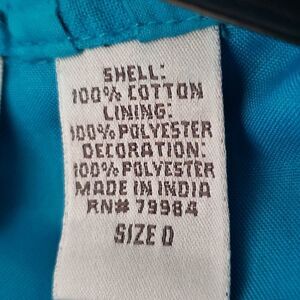 SHELL:
100% COTTON
LINING:
100% POLYESTER
DECORATION:
100% POLYESTER
MADE IN INDIA
RN# 79984
SIZE 0